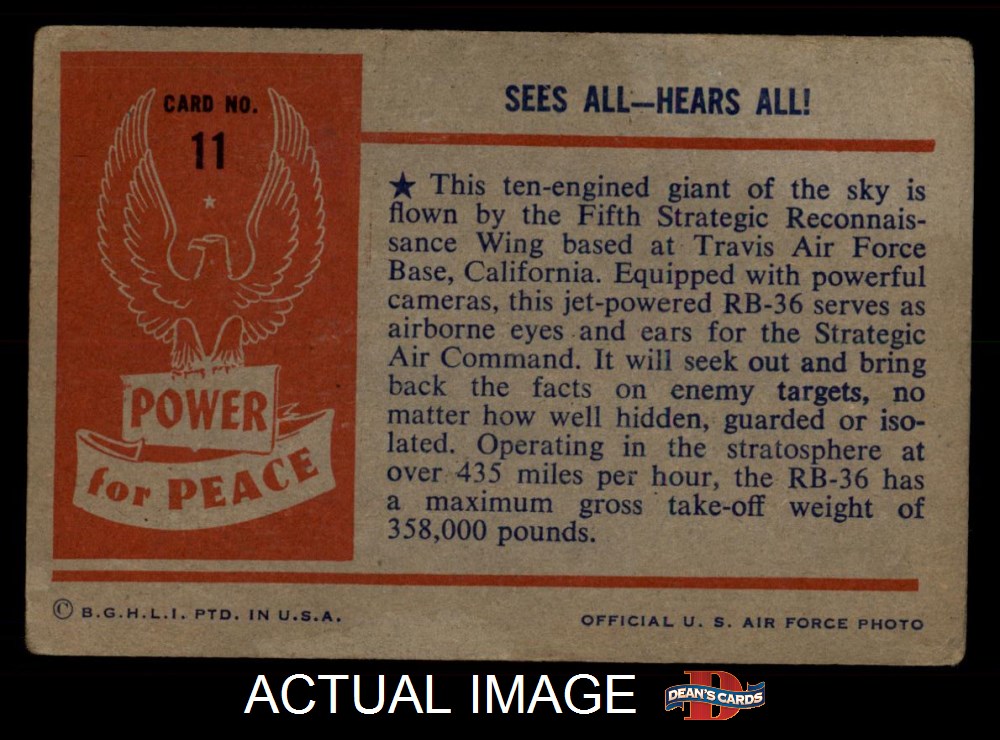 CARD NO.
11
POWER
for PEACE
SEES ALL—HEARS ALL!
★ This ten-engined giant of the sky is
flown by the Fifth Strategic Reconnais-
sance Wing based at Travis Air Force
Base, California. Equipped with powerful
cameras, this jet-powered RB-36 serves as
airborne eyes and ears for the Strategic
Air Command. It will seek out and bring
back the facts on enemy targets, no
matter how well hidden, guarded or iso-
lated. Operating in the stratosphere at
over 435 miles per hour, the RB-36 has
a maximum gross take-off weight of
358,000 pounds.
© B.G.H.L.I. PTD. IN U.S.A.
OFFICIAL U. S. AIR FORCE PHOTO
ACTUAL IMAGE
D
DEAN'S CARDS